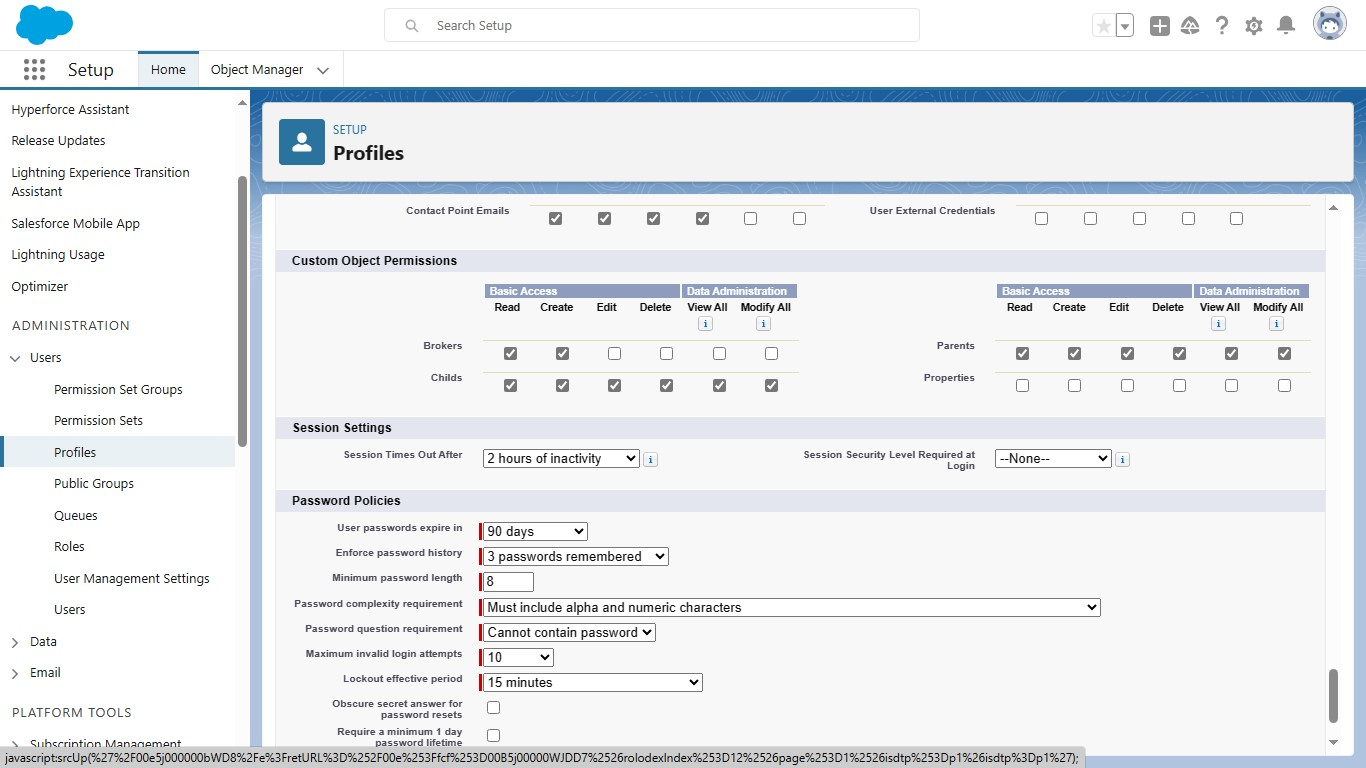 Search Setup
Setup
Home
Object Manager
Hyperforce Assistant
Release Updates
Lightning Experience Transition
Assistant
Salesforce Mobile App
Lightning Usage
Optimizer
ADMINISTRATION
Users
Permission Set Groups
Permission Sets
Profiles
Public Groups
Queues
Roles
User Management Settings
Users
Data
Email
PLATFORM TOOLS
Subscription Management
SETUP
Profiles
Contact Point Emails
User External Credentials
Custom Object Permissions
Basic Access Data Administration Basic Access Data Administration
Read Create Edit Delete View All Modify All Read Create Edit Delete View All Modify All
i i i i
Brokers Parents
Childs Properties
Session Settings
Session Times Out After 2 hours of inactivity i
Session Security Level Required at
Login
--None-- i
Password Policies
User passwords expire in 90 days
Enforce password history 3 passwords remembered
Minimum password length 8
Password complexity requirement Must include alpha and numeric characters
Password question requirement Cannot contain password
Maximum invalid login attempts 10
Lockout effective period 15 minutes
Obscure secret answer for
password resets
Require a minimum 1 day
password lifetime
javascript:srcUp(%27%2F00e5j000000bWD8%2Fe%3FretURL%3D%252F00e%253Ffcf%253D00B5j00000WJDD7%2526rolodexIndex%253D12%2526page%253D1%2526isdtp%253Dp1%26isdtp%3Dp1%27);